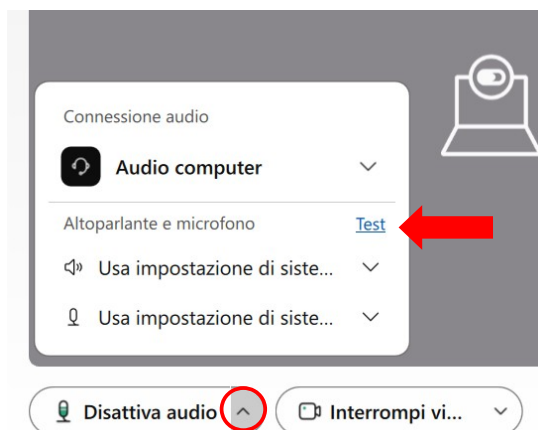 Connessione audio
Audio computer
Altoparlante e microfono Test
Usa impostazione di siste...
Usa impostazione di siste...
Disattiva audio Interrompi vi...